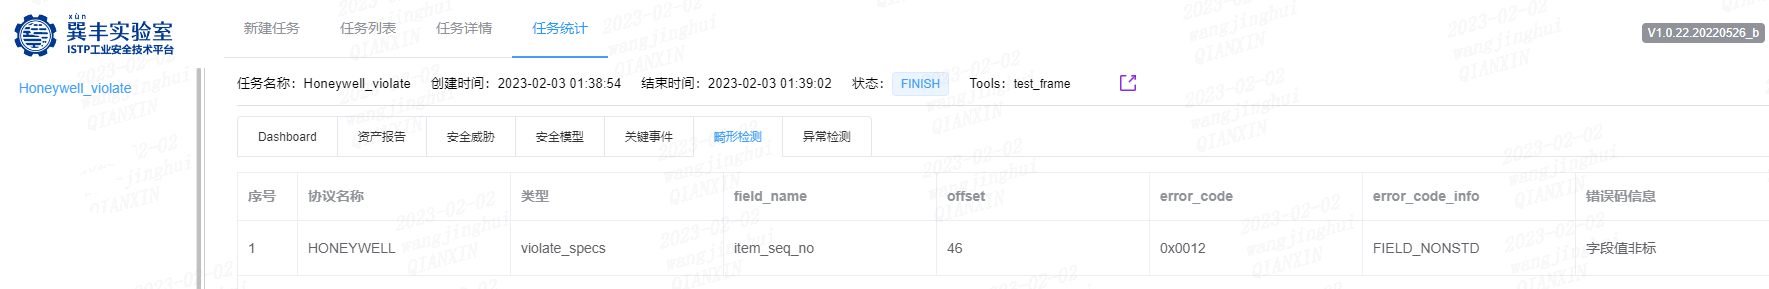 xùn
巽丰实验室
ISTP工业安全技术平台
新建任务 任务列表 任务详情 任务统计
V1.0.22.20220526_b
Honeywell_violate
任务名称：Honeywell_violate 创建时间：2023-02-03 01:38:54 结束时间：2023-02-03 01:39:02 状态： FINISH Tools：test_frame
Dashboard 资产报告 安全威胁 安全模型 关键事件 畸形检测 异常检测
序号 协议名称 类型 field_name offset error_code error_code_info 错误码信息
1 HONEYWELL violate_specs item_seq_no 46 0x0012 FIELD_NONSTD 字段值非标
2023-02-02
wangjinghui
QIANXIN